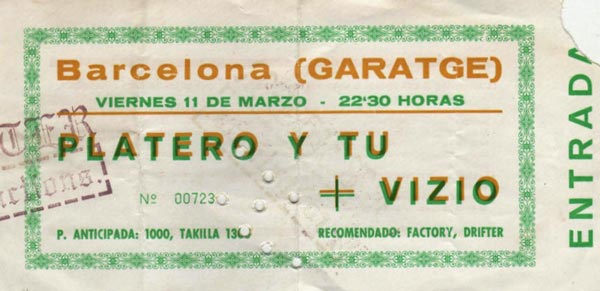 Barcelona (GARATGE)
VIERNES 11 DE MARZO - 22'30 HORAS
PLATERO Y TU
+ VIZIO
Nº 00723
P. ANTICIPADA: 1000, TAKILLA
RECOMENDADO: FACTORY, DRIFTER
ENTRADA